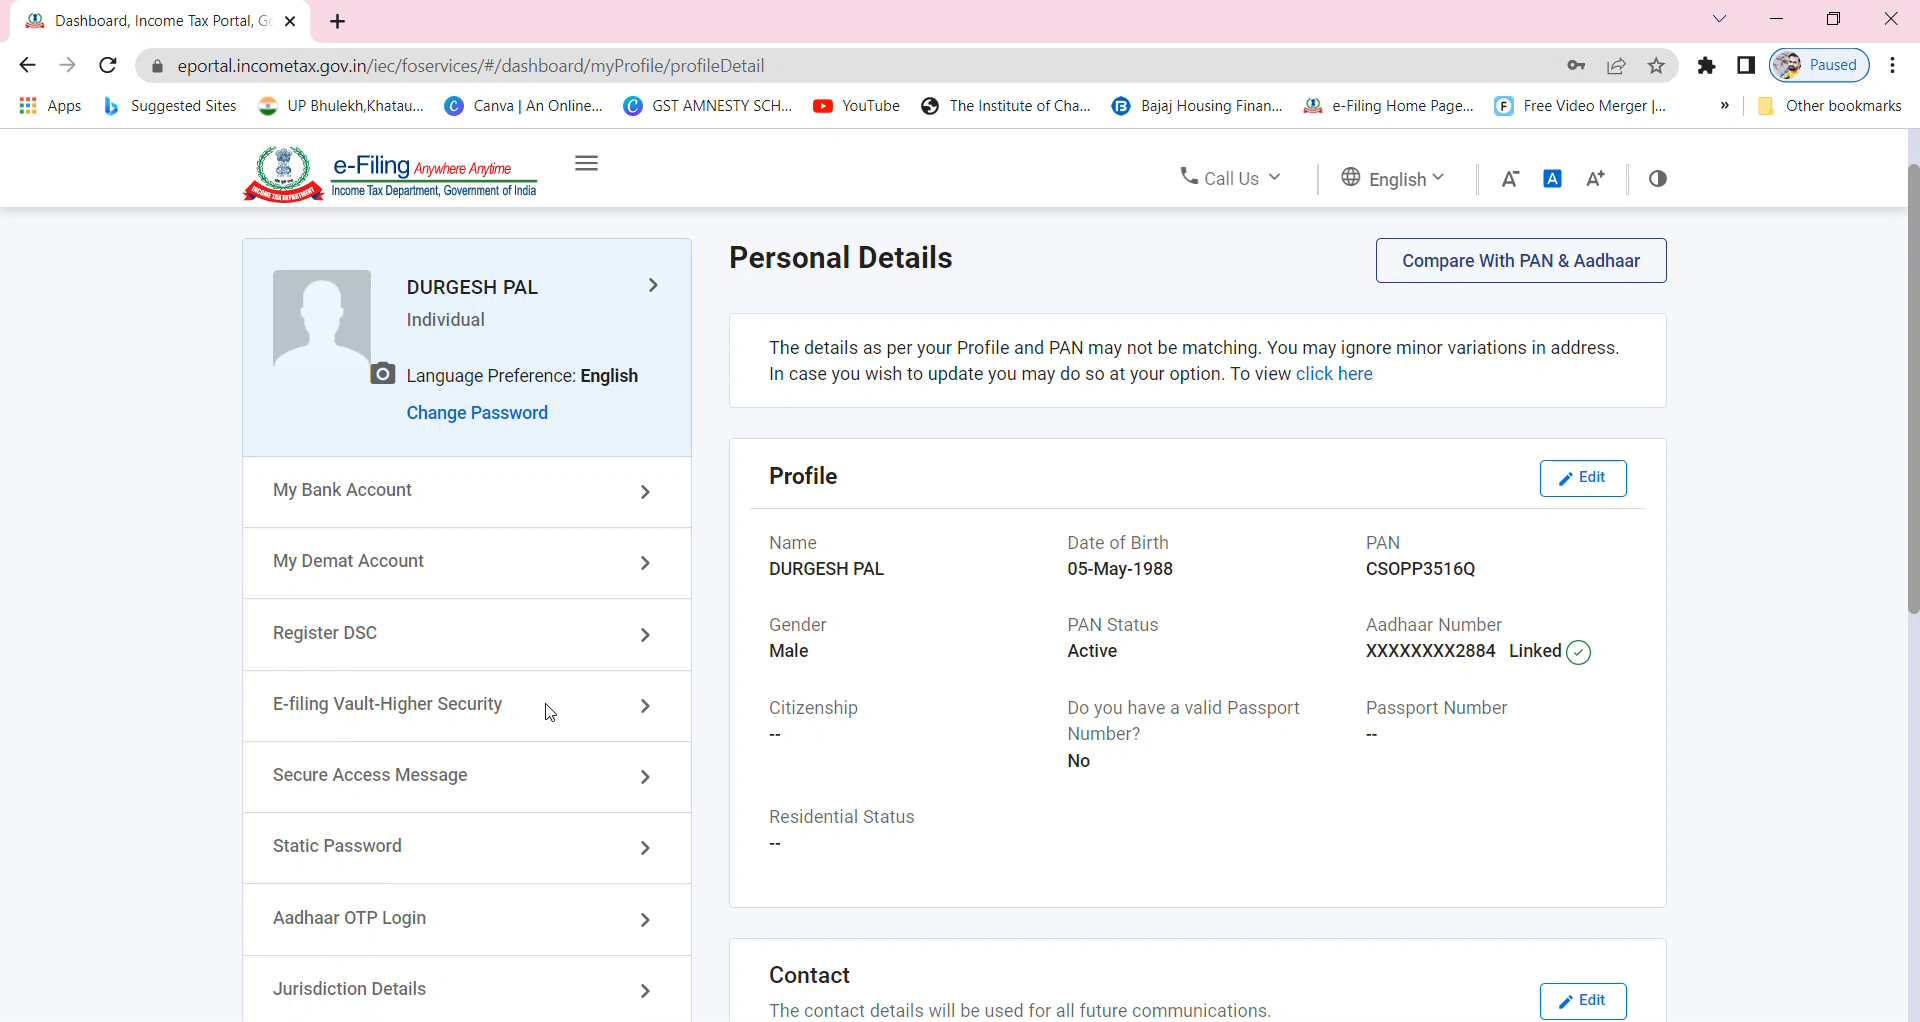 Dashboard, Income Tax Portal, G
eportal.incometax.gov.in/iec/foservices/#/dashboard/myProfile/profileDetail
Paused
Apps
Suggested Sites
UP Bhulekh,Khatau...
Canva | An Online...
GST AMNESTY SCH...
YouTube
The Institute of Cha...
Bajaj Housing Finan...
e-Filing Home Page...
Free Video Merger |...
»
Other bookmarks
INCOME TAX DEPARTMENT
e-Filing Anywhere Anytime
Income Tax Department, Government of India
Call Us
English
A-
A
A+
DURGESH PAL
Individual
Language Preference: English
Change Password
My Bank Account
My Demat Account
Register DSC
E-filing Vault-Higher Security
Secure Access Message
Static Password
Aadhaar OTP Login
Jurisdiction Details
Personal Details
Compare With PAN & Aadhaar
The details as per your Profile and PAN may not be matching. You may ignore minor variations in address.
In case you wish to update you may do so at your option. To view click here
Profile
Edit
Name
DURGESH PAL
Date of Birth
05-May-1988
PAN
CSOPP3516Q
Gender
Male
PAN Status
Active
Aadhaar Number
XXXXXXXX2884 Linked
Citizenship
--
Do you have a valid Passport
Number?
No
Passport Number
--
Residential Status
--
Contact
The contact details will be used for all future communications.
Edit